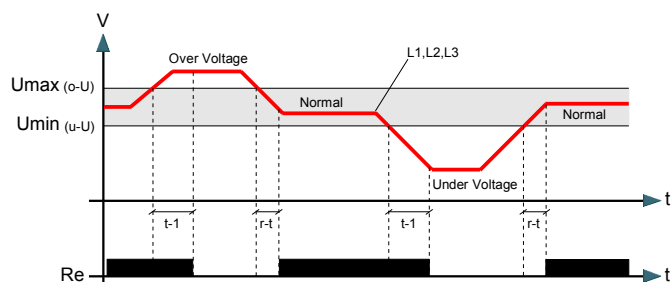 V
Over Voltage
L1,L2,L3
Umax (o-U)
Normal
Umin (u-U)
Normal
Under Voltage
t
t-1
r-t
t-1
r-t
Re
t